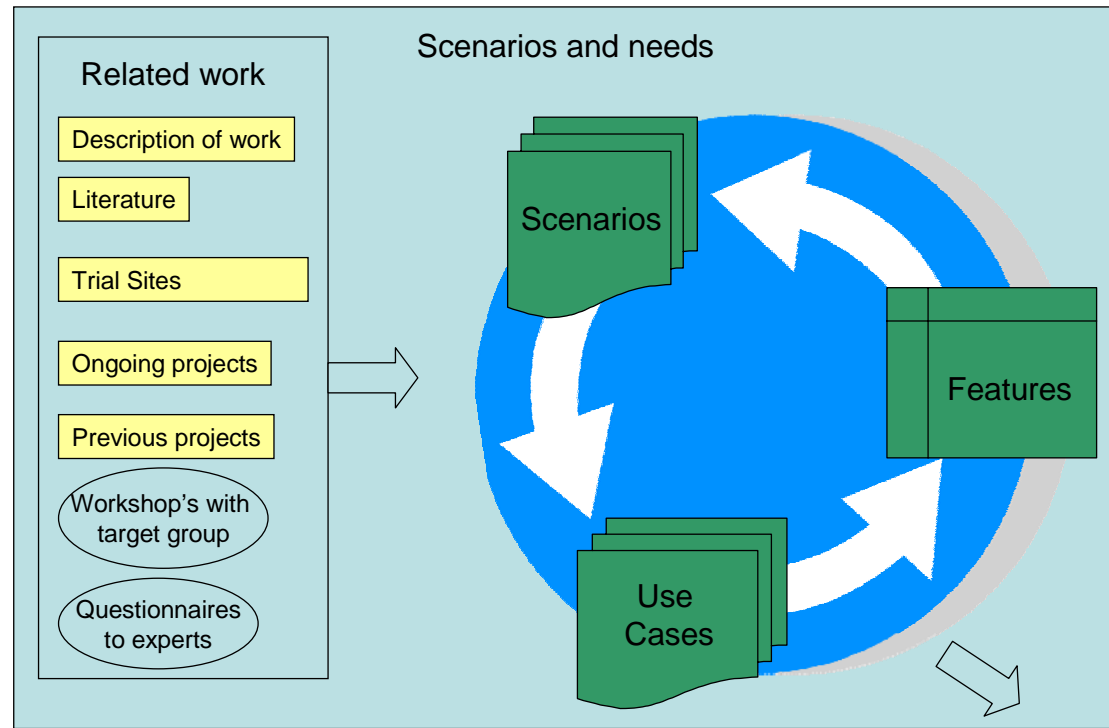 Scenarios and needs
Related work
Description of work
Literature
Trial Sites
Ongoing projects
Previous projects
Workshop's with
target group
Questionnaires
to experts
Scenarios
Features
Use
Cases